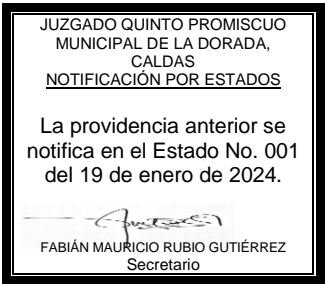 JUZGADO QUINTO PROMISCUO
MUNICIPAL DE LA DORADA,
CALDAS
NOTIFICACIÓN POR ESTADOS
La providencia anterior se
notifica en el Estado No. 001
del 19 de enero de 2024.
FABIÁN MAURICIO RUBIO GUTIÉRREZ
Secretario